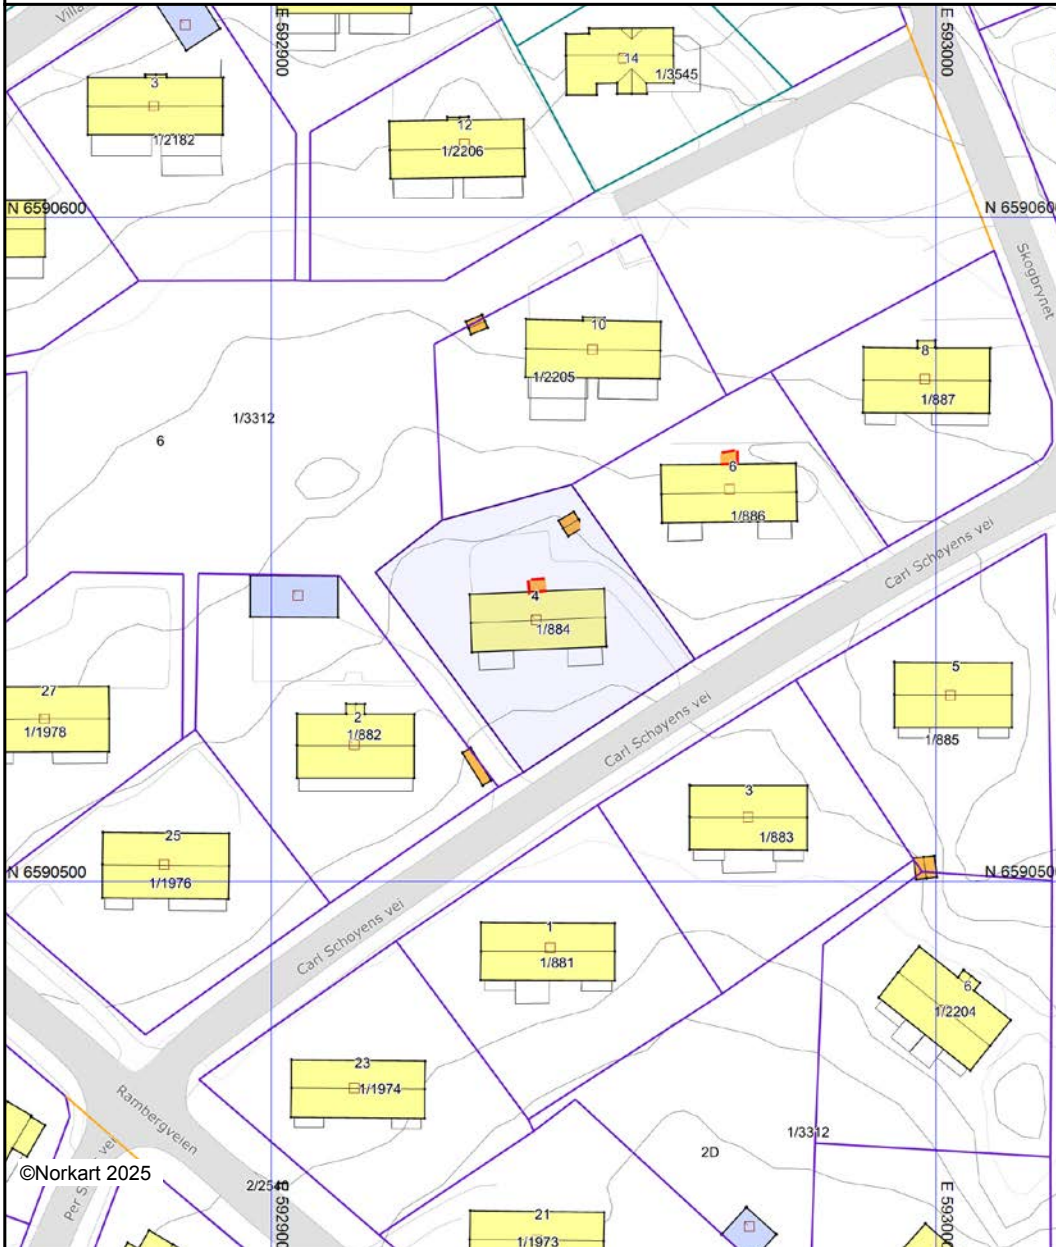 Villa
E 592900
E 593000
3
1/2182
12
1/2206
14
1/3545
N 6590600
N 659060
Skogbrynet
10
1/2205
8
1/887
1/3312
6
6
1/886
Carl Schøyens vei
4
1/884
27
1/1978
2
1/882
Carl Schøyens vei
5
1/885
3
1/883
25
1/1976
N 6590500
N 659050
Carl Schøyens vei
1
1/881
6
1/2204
23
1/1974
Rambergveien
1/3312
2D
©Norkart 2025
Per
vei
E 592900
E 593000
21
1/1973